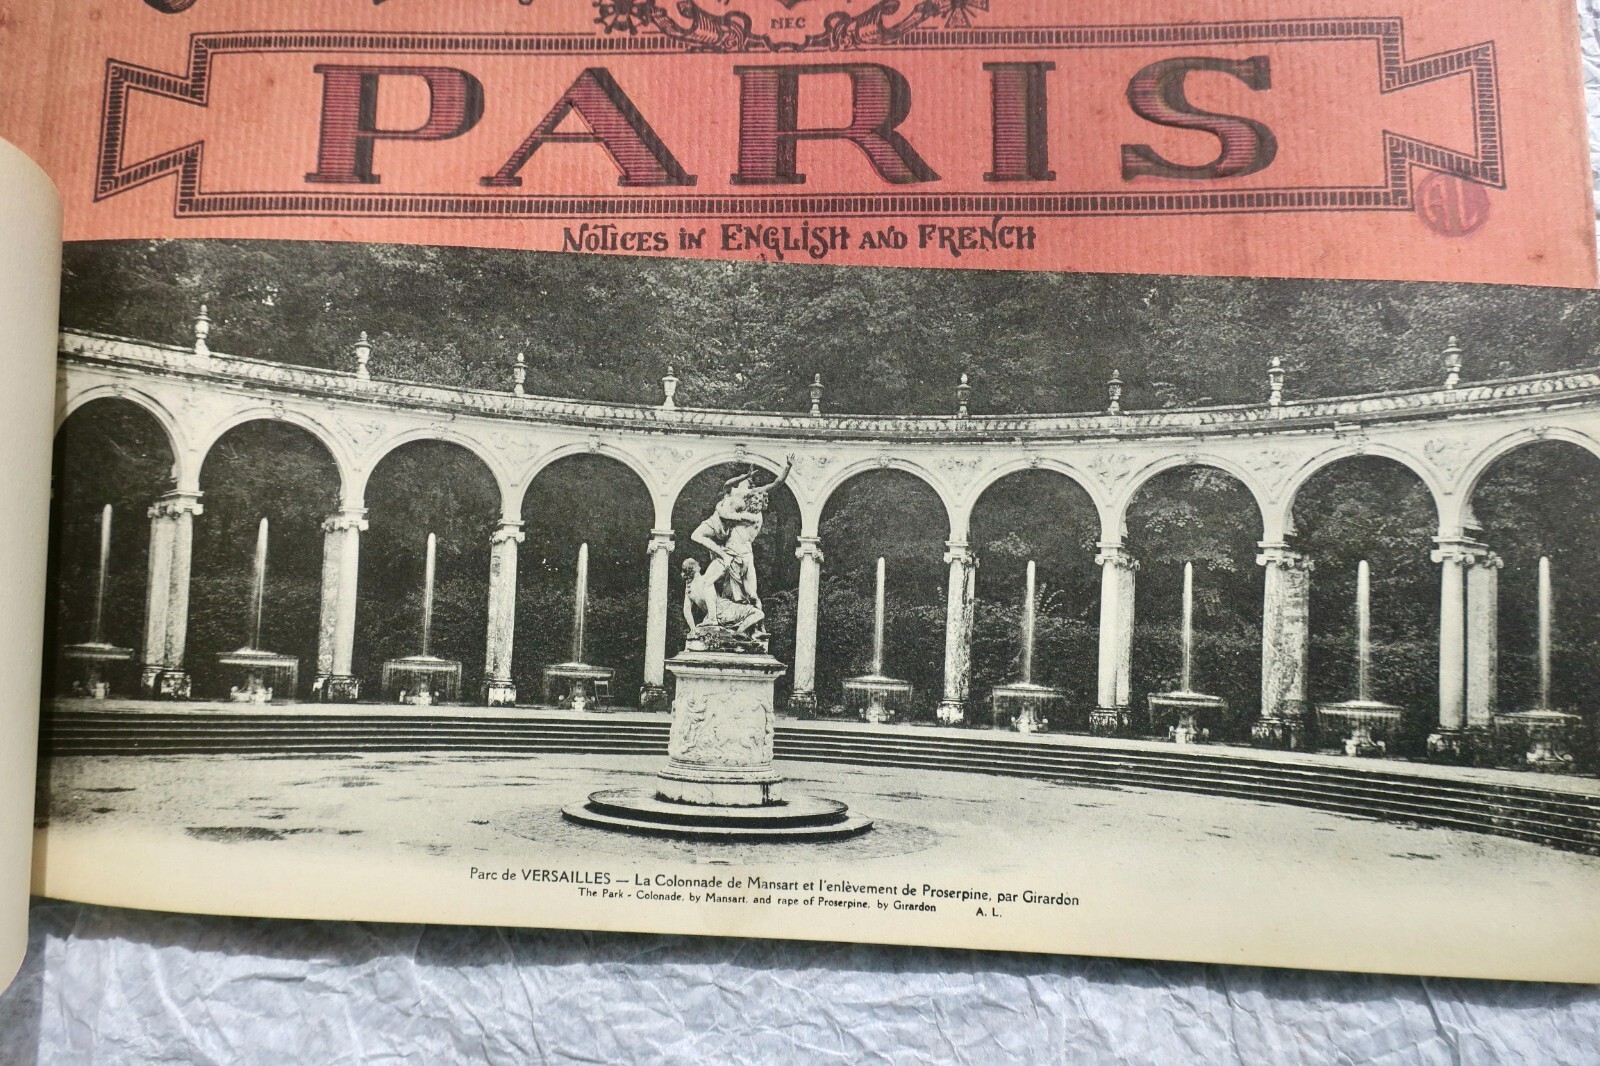 NEC
PARIS
AL
NOTICES IN ENGLISH AND FRENCH
Parc de VERSAILLES — La Colonnade de Mansart et l'enlèvement de Proserpine, par Girardon
The Park - Colonade, by Mansart, and rape of Proserpine, by Girardon A. L.